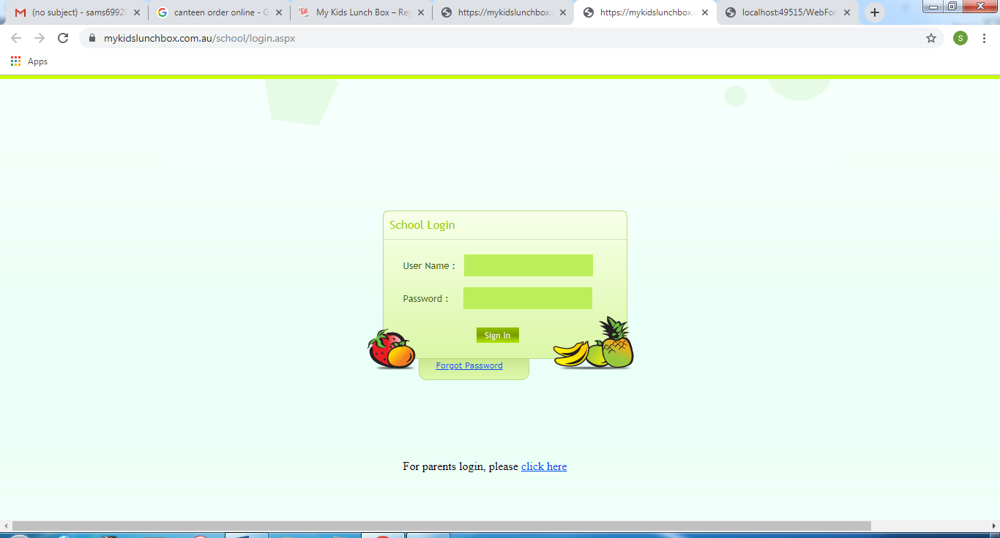 (no subject) - sams6992
canteen order online - G
My Kids Lunch Box – Reg
https://mykidslunchbox.
https://mykidslunchbox.
localhost:49515/WebFor
mykidslunchbox.com.au/school/login.aspx
S
Apps
School Login
User Name :
Password :
Sign In
Forgot Password
For parents login, please click here